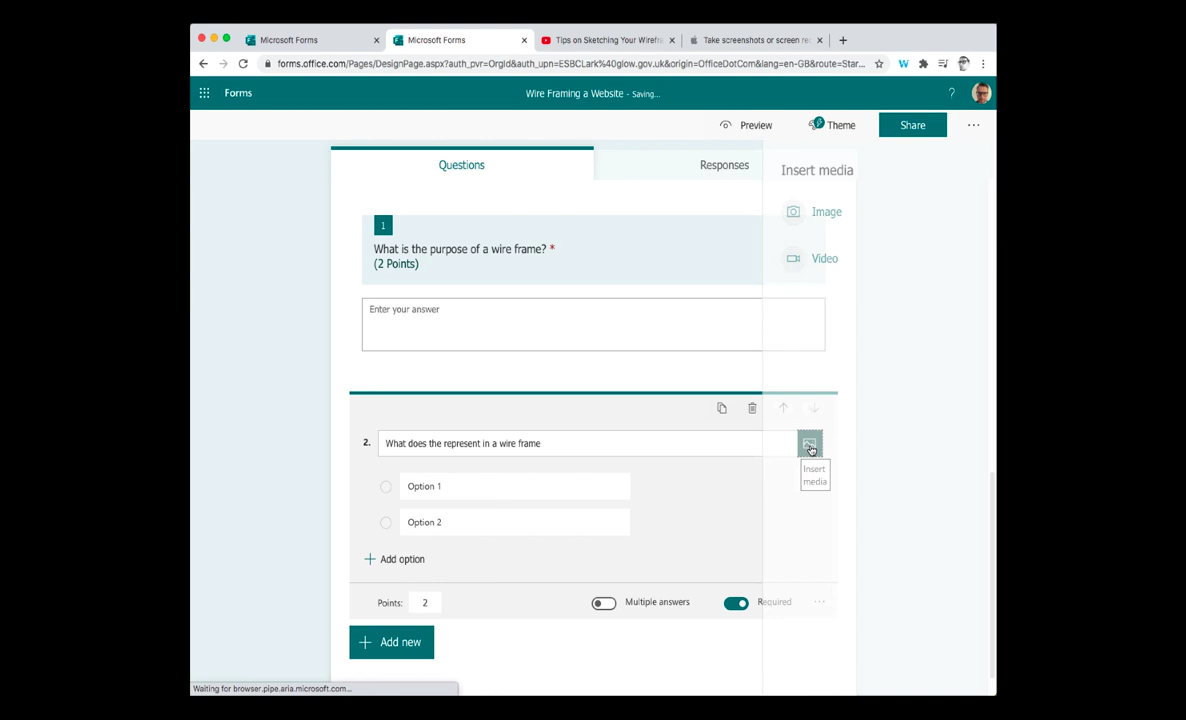 Microsoft Forms
Microsoft Forms
Tips on Sketching Your Wirefra
Take screenshots or screen re
forms.office.com/Pages/DesignPage.aspx?auth_pvr=OrgId&auth_upn=ESBCLark%40glow.gov.uk&origin=OfficeDotCom&lang=en-GB&route=Star...
Forms
Wire Framing a Website - Saving...
?
Preview
Theme
Share
Questions
Responses
Insert media
Image
Video
1
What is the purpose of a wire frame? *
(2 Points)
Enter your answer
2.
What does the represent in a wire frame
Insert
media
Option 1
Option 2
Add option
Points:
2
Multiple answers
Required
Add new
Waiting for browser.pipe.aria.microsoft.com...